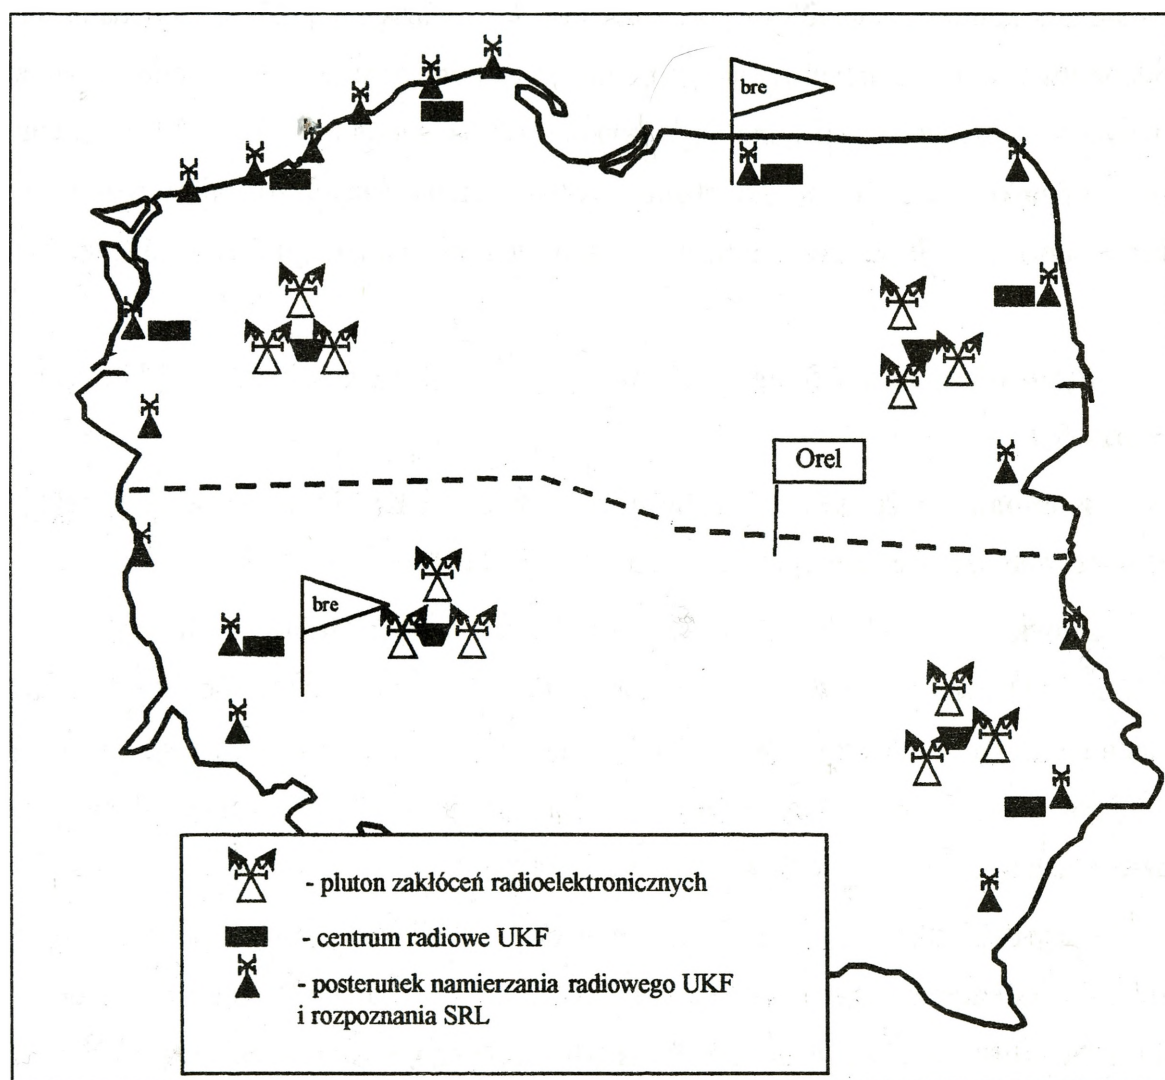 bre
Orel
bre
- pluton zakłóceń radioelektronicznych
- centrum radiowe UKF
- posterunek namierzania radiowego UKF
i rozpoznania SRL